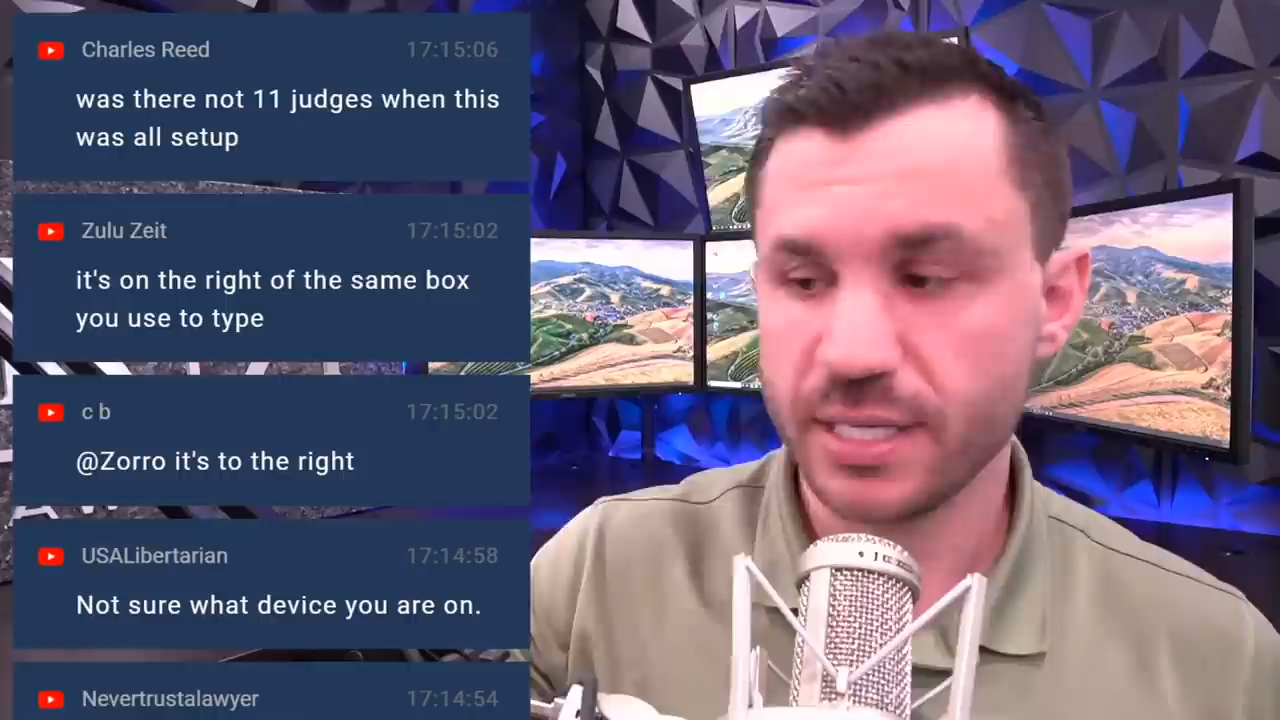 Charles Reed 17:15:06
was there not 11 judges when this
was all setup
Zulu Zeit 17:15:02
it's on the right of the same box
you use to type
c b 17:15:02
@Zorro it's to the right
USALibertarian 17:14:58
Not sure what device you are on.
Nevertrustalawyer 17:14:54